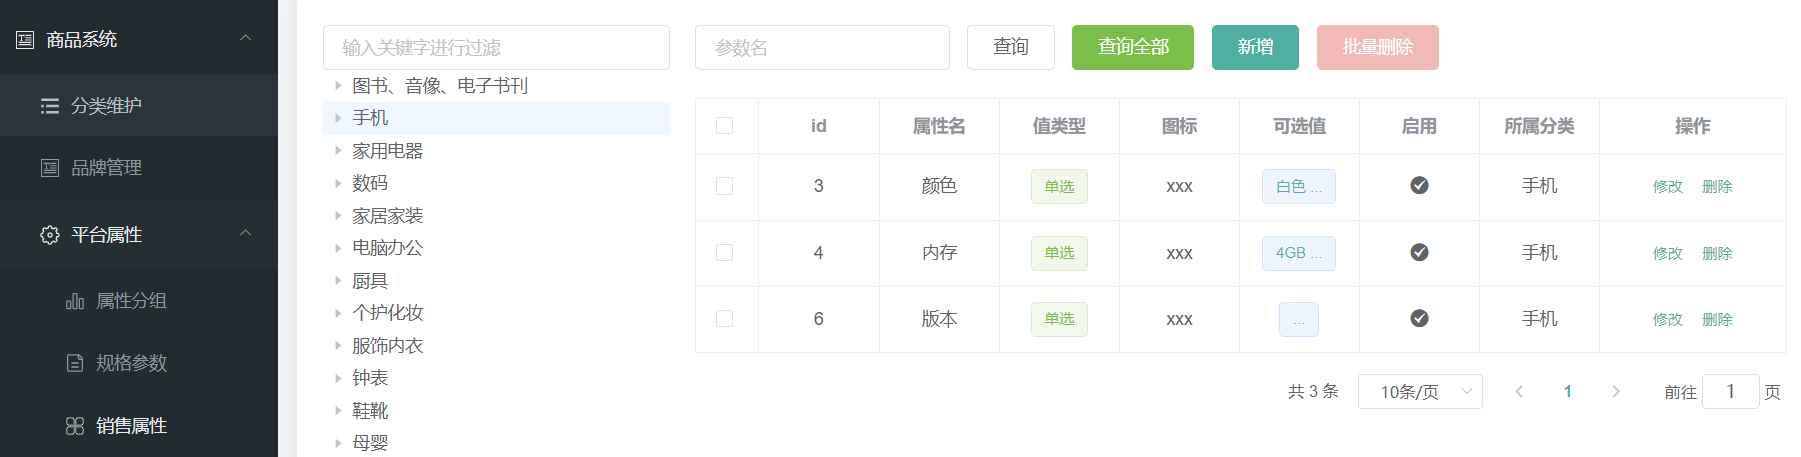 商品系统
分类维护
品牌管理
平台属性
属性分组
规格参数
销售属性
输入关键字进行过滤
图书、音像、电子书刊
手机
家用电器
数码
家居家装
电脑办公
厨具
个护化妆
服饰内衣
钟表
鞋靴
母婴
参数名 查询 查询全部 新增 批量删除
id 属性名 值类型 图标 可选值 启用 所属分类 操作
3 颜色 单选 xxx 白色 ... 手机 修改 删除
4 内存 单选 xxx 4GB ... 手机 修改 删除
6 版本 单选 xxx ... 手机 修改 删除
共 3 条 10条/页 1 前往 1 页